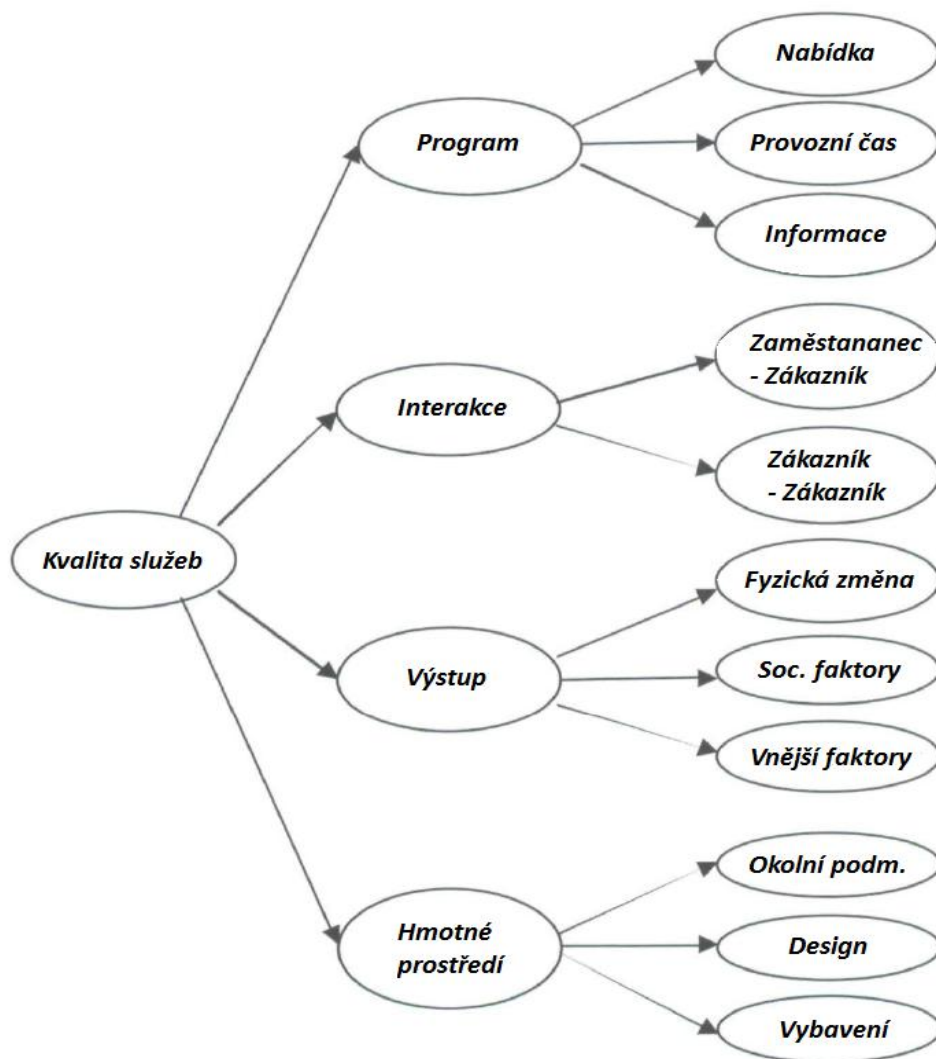 Nabídka
Program
Provozní čas
Informace
Zaměstananec
- Zákazník
Interakce
Zákazník
- Zákazník
Kvalita služeb
Fyzická změna
Výstup
Soc. faktory
Vnější faktory
Okolní podm.
Hmotné
prostředí
Design
Vybavení